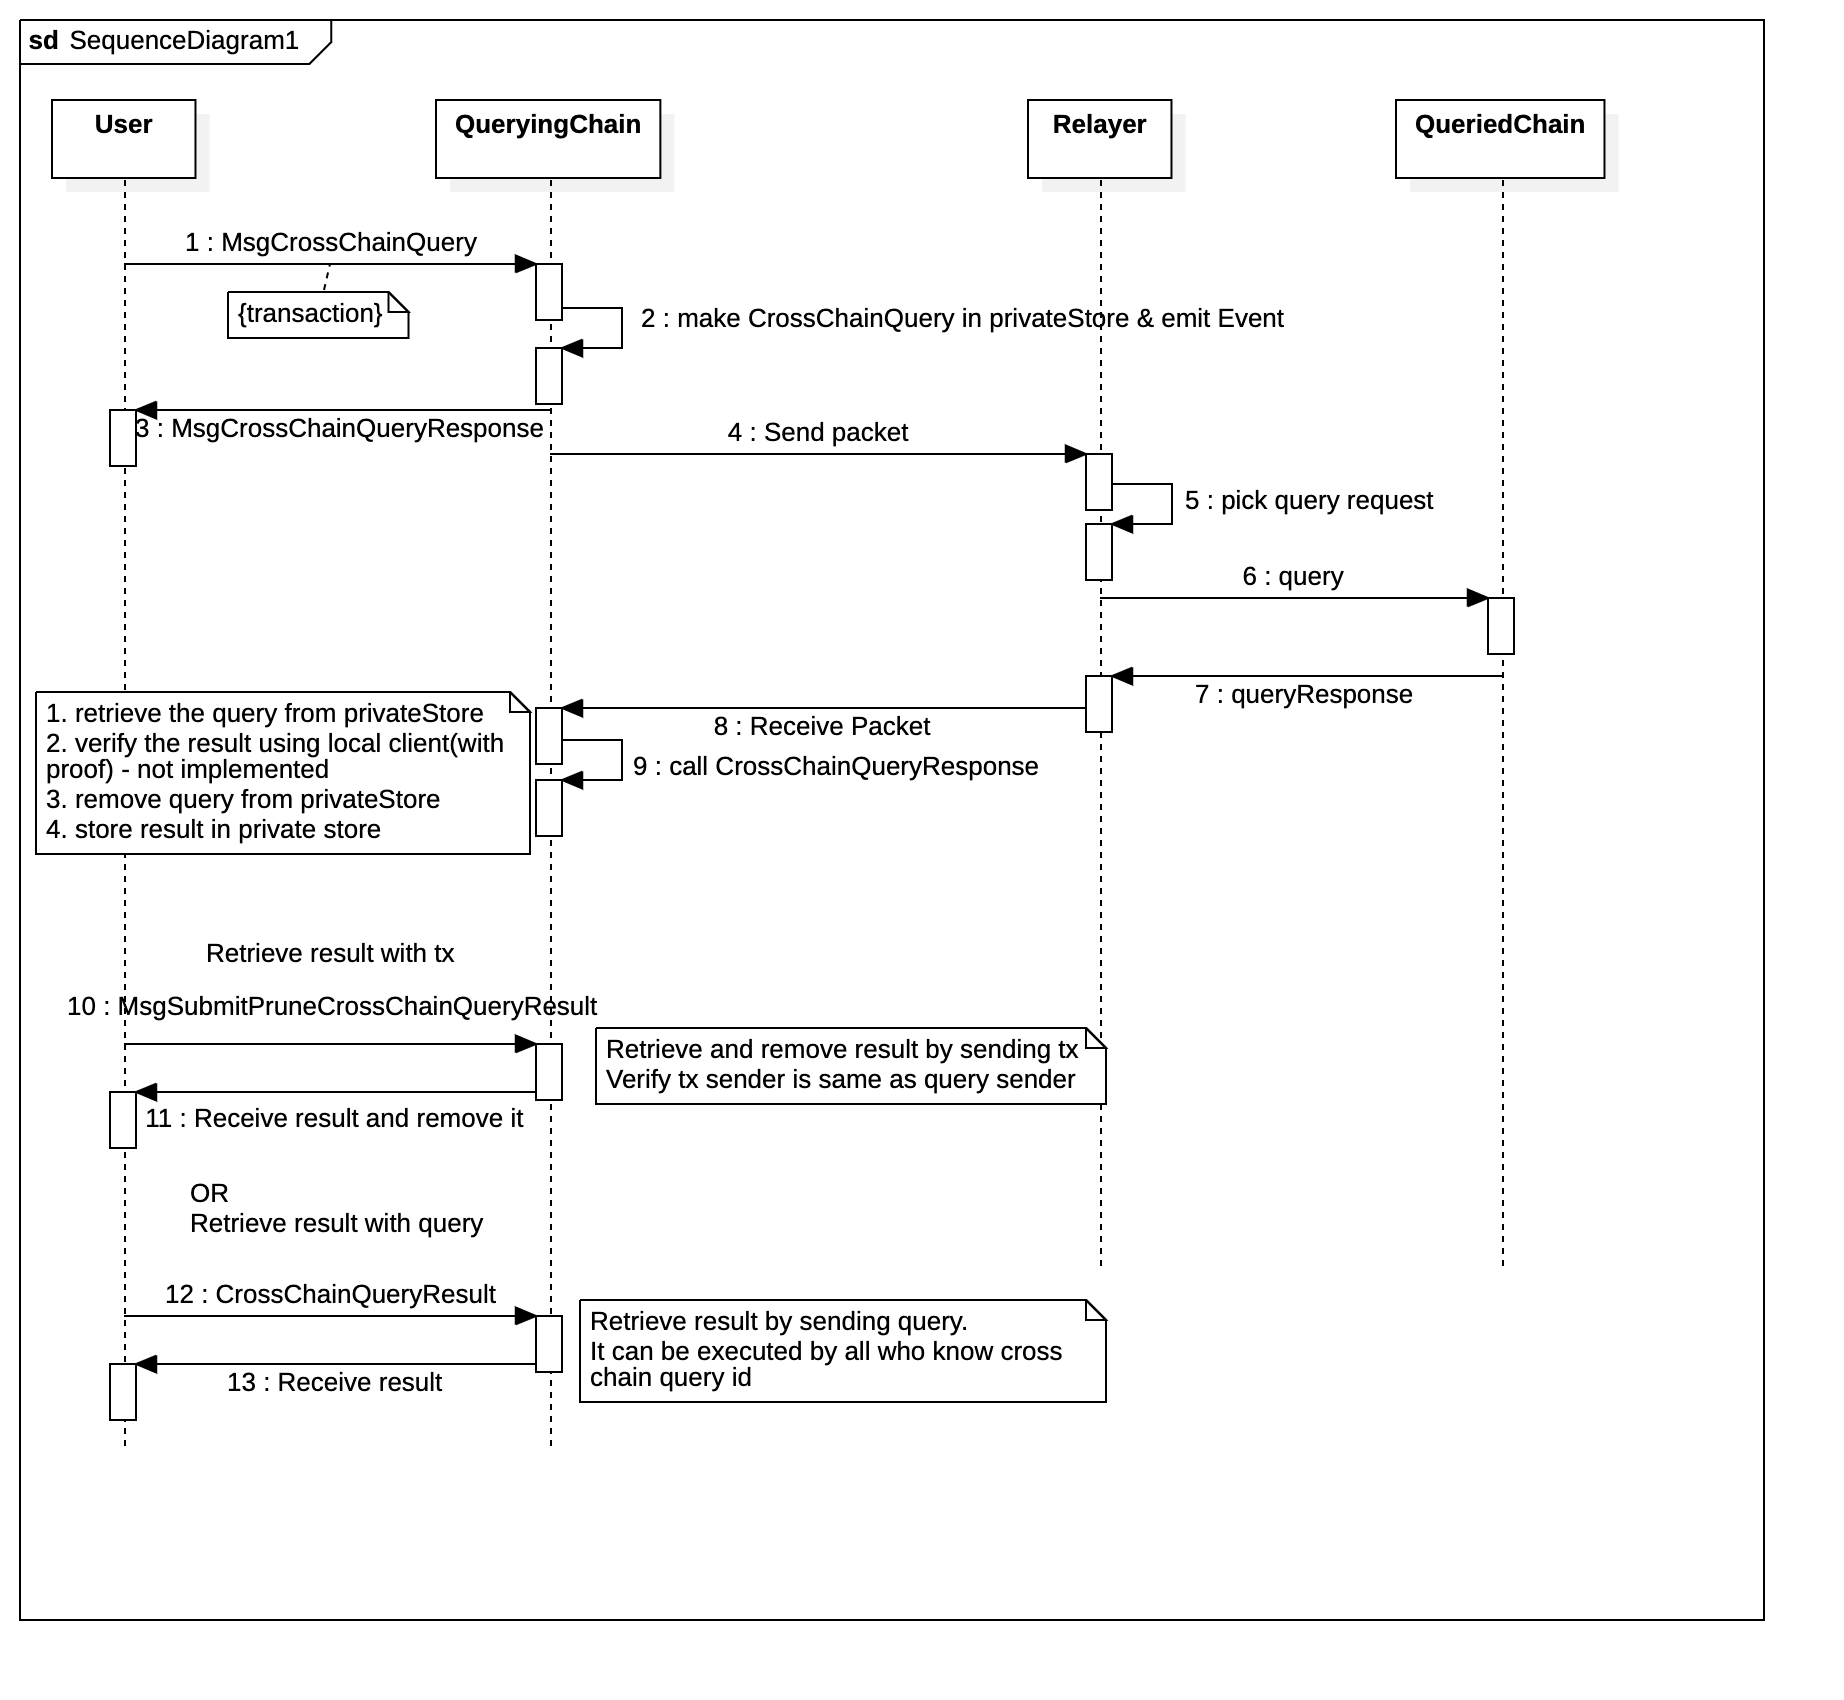 sd SequenceDiagram1
User
QueryingChain
Relayer
QueriedChain
1 : MsgCrossChainQuery
{transaction}
2 : make CrossChainQuery in privateStore & emit Event
3 : MsgCrossChainQueryResponse
4 : Send packet
5 : pick query request
6 : query
7 : queryResponse
1. retrieve the query from privateStore
2. verify the result using local client(with
proof) - not implemented
3. remove query from privateStore
4. store result in private store
8 : Receive Packet
9 : call CrossChainQueryResponse
Retrieve result with tx
10 : MsgSubmitPruneCrossChainQueryResult
Retrieve and remove result by sending tx
Verify tx sender is same as query sender
11 : Receive result and remove it
OR
Retrieve result with query
12 : CrossChainQueryResult
Retrieve result by sending query.
It can be executed by all who know cross
chain query id
13 : Receive result